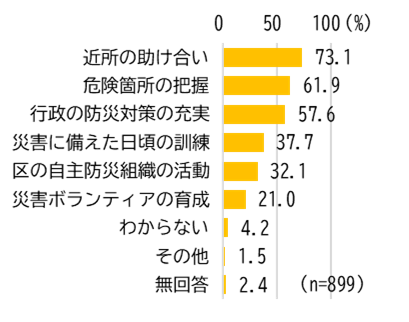 0 50 100(%)
近所の助け合い 73.1
危険箇所の把握 61.9
行政の防災対策の充実 57.6
災害に備えた日頃の訓練 37.7
区の自主防災組織の活動 32.1
災害ボランティアの育成 21.0
わからない 4.2
その他 1.5
無回答 2.4 (n=899)